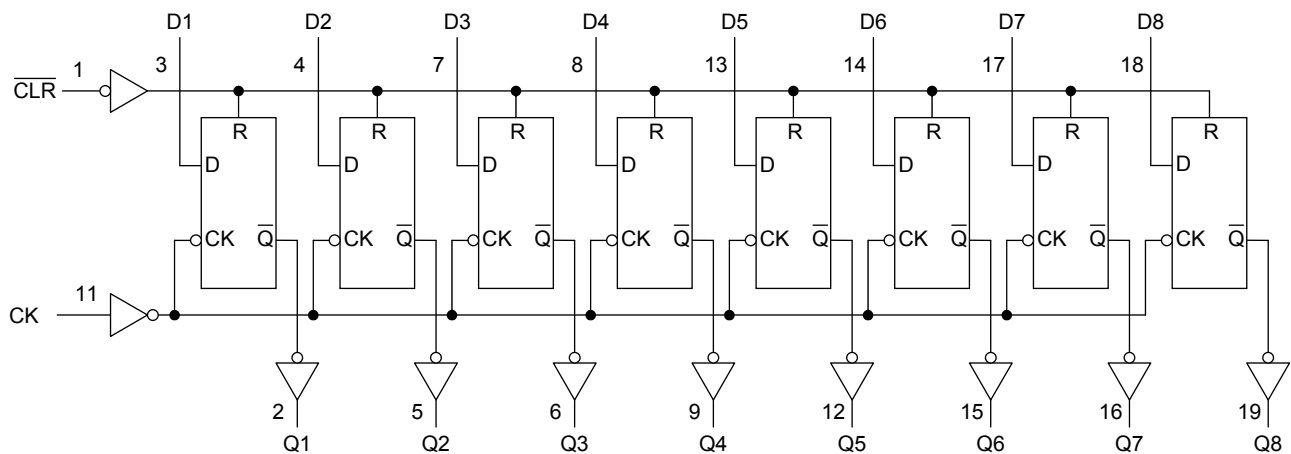 D1 D2 D3 D4 D5 D6 D7 D8
1 3 4 7 8 13 14 17 18
CLR
R R R R R R R R
D D D D D D D D
CK Q CK Q CK Q CK Q CK Q CK Q CK Q CK Q
11
CK
2 5 6 9 12 15 16 19
Q1 Q2 Q3 Q4 Q5 Q6 Q7 Q8